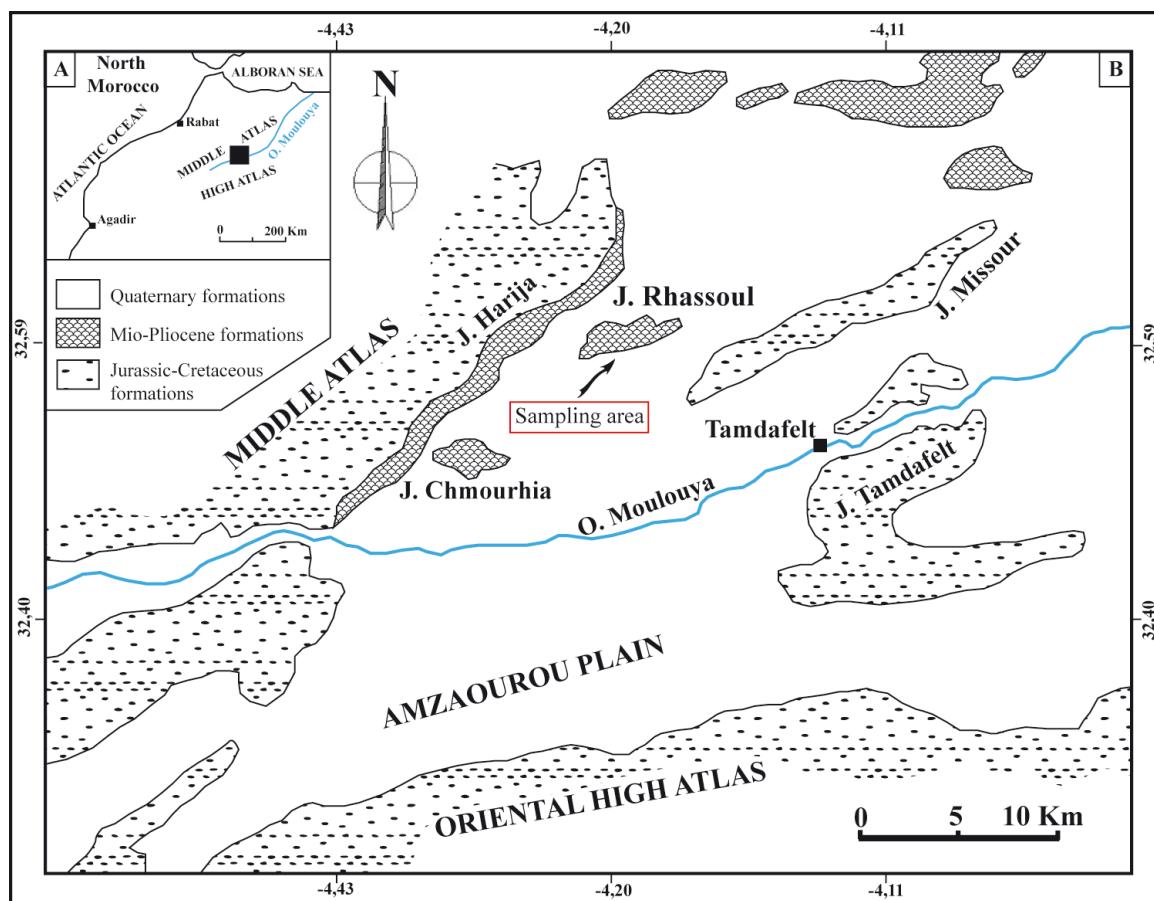 -4,43
-4,20
-4,11
A
North
Morocco
ALBORAN SEA
ATLANTIC OCEAN
Rabat
MIDDLE ATLAS
O. Moulouya
HIGH ATLAS
Agadir
0 200 Km
Quaternary formations
Mio-Pliocene formations
Jurassic-Cretaceous
formations
N
B
32,59
32,59
MIDDLE ATLAS
J. Harija
J. Rhassoul
J. Missour
Sampling area
Tamdafelt
J. Chmourhia
O. Moulouya
J. Tamdafelt
32,40
32,40
AMZAOUROU PLAIN
ORIENTAL HIGH ATLAS
0 5 10 Km
-4,43
-4,20
-4,11